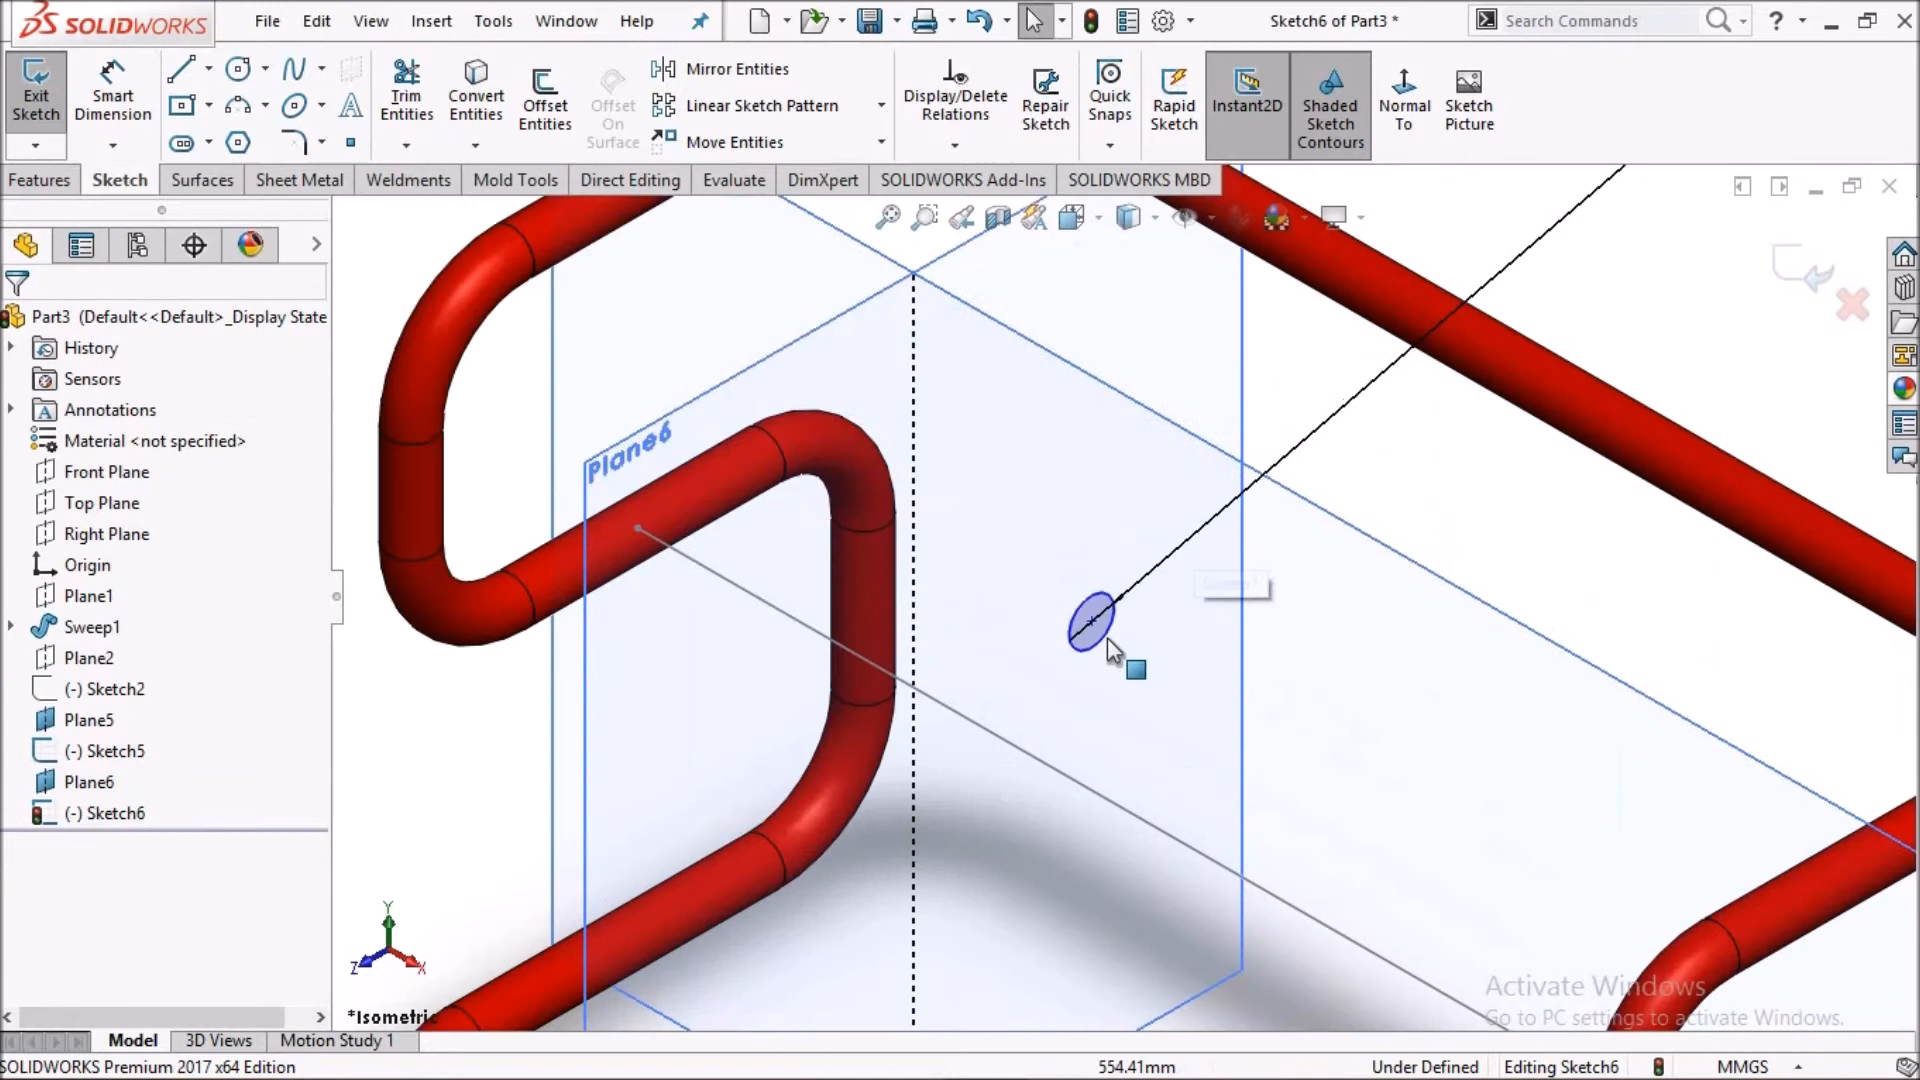 SOLIDWORKS
File Edit View Insert Tools Window Help
Sketch6 of Part3 *
Search Commands
Exit Sketch
Smart Dimension
Trim Entities
Convert Entities
Offset Entities
Offset On Surface
Mirror Entities
Linear Sketch Pattern
Move Entities
Display/Delete Relations
Repair Sketch
Quick Snaps
Rapid Sketch
Instant2D
Shaded Sketch Contours
Normal To
Sketch Picture
Features Sketch Surfaces Sheet Metal Weldments Mold Tools Direct Editing Evaluate DimXpert SOLIDWORKS Add-Ins SOLIDWORKS MBD
Part3 (Default<<Default>_Display State
History
Sensors
Annotations
Material <not specified>
Front Plane
Top Plane
Right Plane
Origin
Plane1
Sweep1
Plane2
(-) Sketch2
Plane5
(-) Sketch5
Plane6
(-) Sketch6
Plane6
Y
Z
X
*Isometric
Activate Windows
Go to PC settings to activate Windows.
Model 3D Views Motion Study 1
SOLIDWORKS Premium 2017 x64 Edition
554.41mm Under Defined Editing Sketch6 MMGS